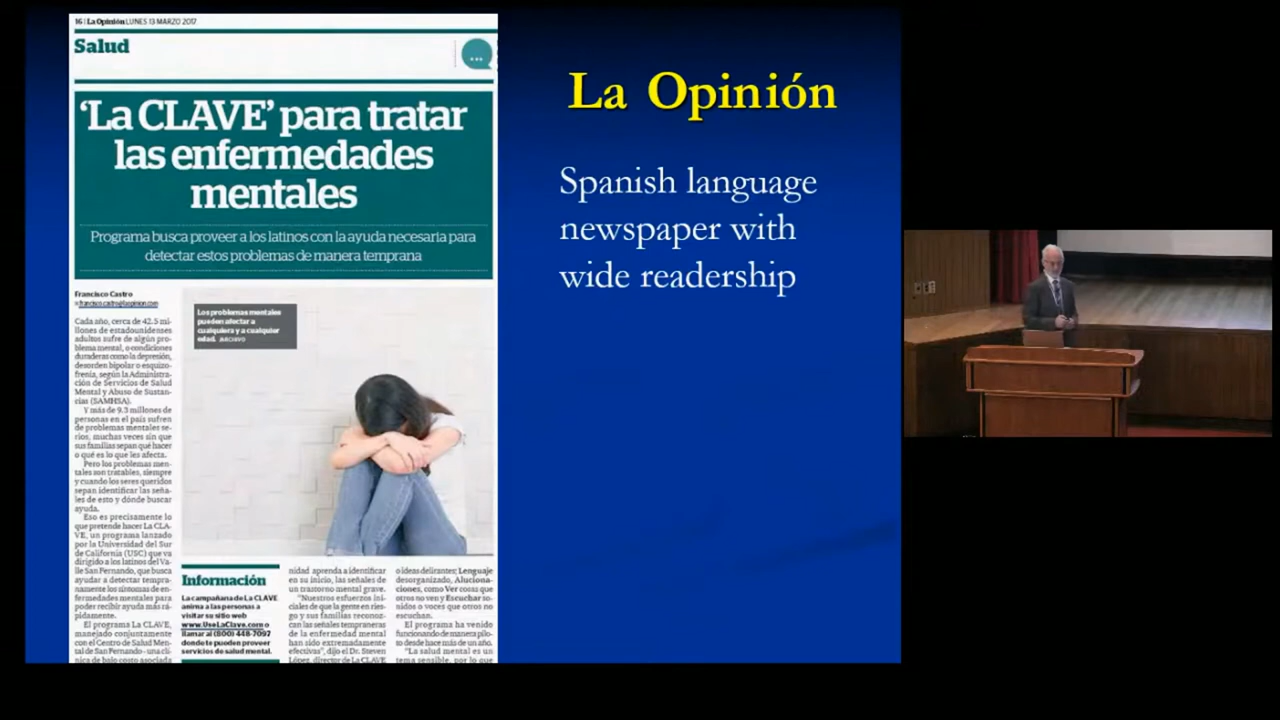 16 | La Opinión LUNES 13 MARZO 2017
Salud
‘La CLAVE’ para tratar
las enfermedades
mentales
Programa busca proveer a los latinos con la ayuda necesaria para
detectar estos problemas de manera temprana
Francisco Castro
francisco.castro@laopinion.com
Cada año, cerca de 42.5 mi-
llones de estadounidenses
adultos sufre de algún pro-
blema mental, o condiciones
duraderas como la depresión,
desorden bipolar o esquizo-
frenia, según la Administra-
ción de Servicios de Salud
Mental y Abuso de Sustan-
cias (SAMHSA).
Y más de 9.3 millones de
personas en el país sufren
de problemas mentales se-
rios, muchas veces sin que
sus familias sepan qué hacer
o qué es lo que les afecta.
Pero los problemas men-
tales son tratables, siempre
y cuando los seres queridos
sepan identificar las seña-
les de esto y dónde buscar
ayuda.
Eso es precisamente lo
que pretende hacer La CLA-
VE, un programa lanzado
por la Universidad del Sur
de California (USC) que va
dirigido a los latinos del Va-
lle San Fernando, que busca
ayudar a detectar tempra-
namente los síntomas de en-
fermedades mentales para
poder recibir ayuda más rá-
pidamente.
El programa La CLAVE,
manejado conjuntamente
con el Centro de Salud Men-
tal de San Fernando -una clí-
nica de bajo costo asociada
Los problemas mentales
pueden afectar a
cualquiera y a cualquier
edad. /ARCHIVO
Información
La campaña de La CLAVE
anima a las personas a
visitar su sitio web
www.UseLaClave.com o
llamar al (800) 448-7097
donde te pueden proveer
servicios de salud mental.
nidad aprenda a identificar
en su inicio, las señales de
un trastorno mental grave.
“Nuestros esfuerzos ini-
ciales de que la gente en ries-
go y sus familias reconoz-
can las señales tempraneras
de la enfermedad mental
han sido extremadamente
efectivas”, dijo el Dr. Steven
López, director de La CLAVE
o ideas delirantes; Lenguaje
desorganizado, Alucina-
ciones, como Ver cosas que
otros no ven y Escuchar so-
nidos o voces que otros no
escuchan.
El programa ha venido
funcionando de manera pilo-
to desde hace más de un año.
“La salud mental es un
tema sensible, por lo que
La Opinión
Spanish language
newspaper with
wide readership